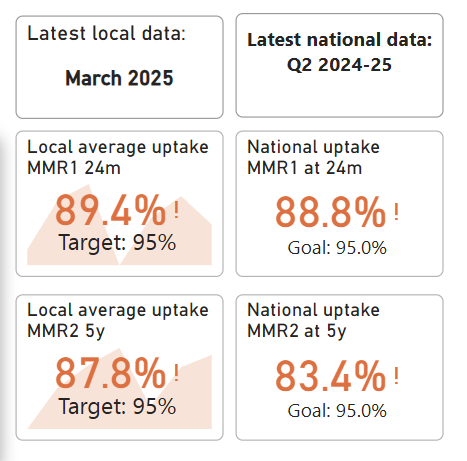 Latest local data:
March 2025
Latest national data:
Q2 2024-25
Local average uptake
MMR1 24m
89.4% !
Target: 95%
National uptake
MMR1 at 24m
88.8% !
Goal: 95.0%
Local average uptake
MMR2 5y
87.8% !
Target: 95%
National uptake
MMR2 at 5y
83.4% !
Goal: 95.0%